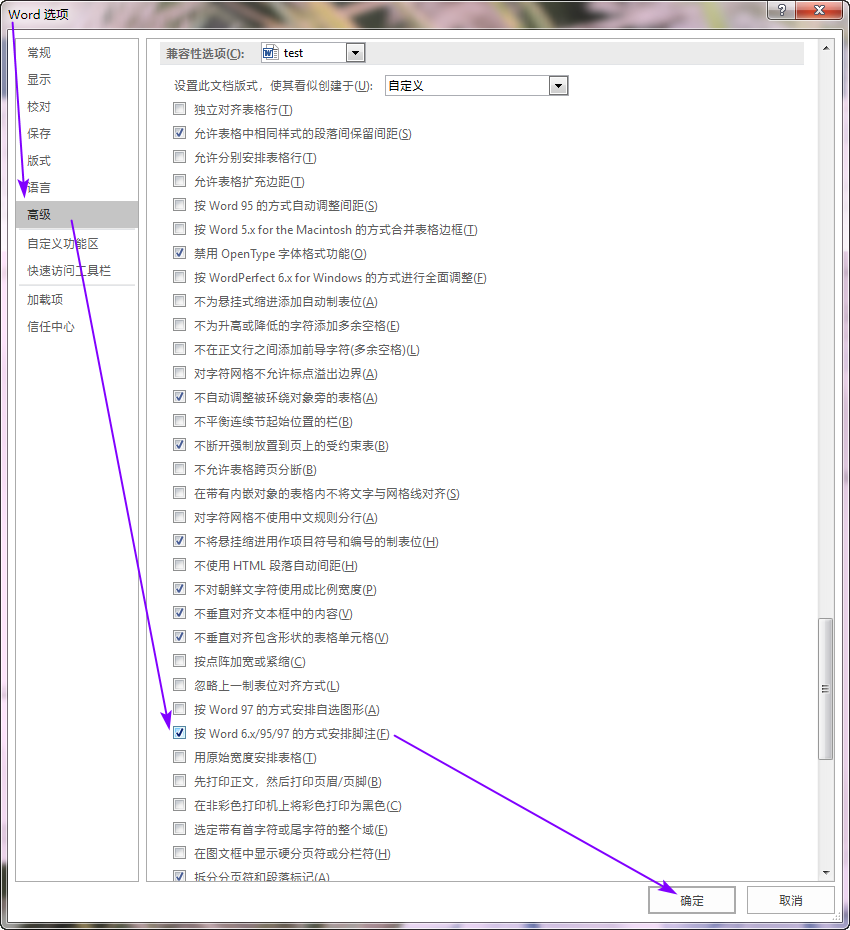 Word 选项
常规
显示
校对
保存
版式
语言
高级
自定义功能区
快速访问工具栏
加载项
信任中心
兼容性选项(C): test
设置此文档版式，使其看似创建于(U): 自定义
独立对齐表格行(T)
允许表格中相同样式的段落间保留间距(S)
允许分别安排表格行(T)
允许表格扩充边距(T)
按 Word 95 的方式自动调整间距(S)
按 Word 5.x for the Macintosh 的方式合并表格边框(T)
禁用 OpenType 字体格式功能(O)
按 WordPerfect 6.x for Windows 的方式进行全面调整(F)
不为悬挂式缩进添加自动制表位(A)
不为升高或降低的字符添加多余空格(E)
不在正文行之间添加前导字符(多余空格)(L)
对字符网格不允许标点溢出边界(A)
不自动调整被环绕对象旁的表格(A)
不平衡连续节起始位置的栏(B)
不断开强制放置到页上的受约束表(B)
不允许表格跨页分断(B)
在带有内嵌对象的表格内不将文字与网格线对齐(S)
对字符网格不使用中文规则分行(A)
不将悬挂缩进用作项目符号和编号的制表位(H)
不使用 HTML 段落自动间距(H)
不对朝鲜文字符使用成比例宽度(P)
不垂直对齐文本框中的内容(V)
不垂直对齐包含形状的表格单元格(V)
按点阵加宽或紧缩(C)
忽略上一制表位对齐方式(L)
按 Word 97 的方式安排自选图形(A)
按 Word 6.x/95/97 的方式安排脚注(F)
用原始宽度安排表格(T)
先打印正文，然后打印页眉/页脚(B)
在非彩色打印机上将彩色打印为黑色(C)
选定带有首字符或尾字符的整个域(E)
在图文框中显示硬分页符或分栏符(H)
拆分分页符和段落标记(A)
确定
取消